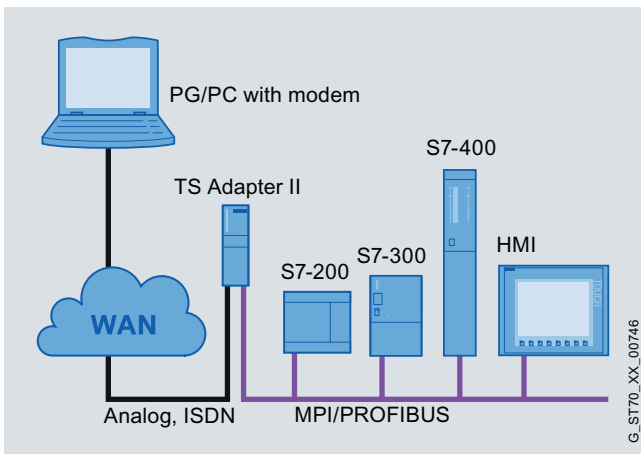 PG/PC with modem
S7-400
TS Adapter II
S7-300
HMI
S7-200
WAN
Analog, ISDN
MPI/PROFIBUS
G_ST70_XX_00746